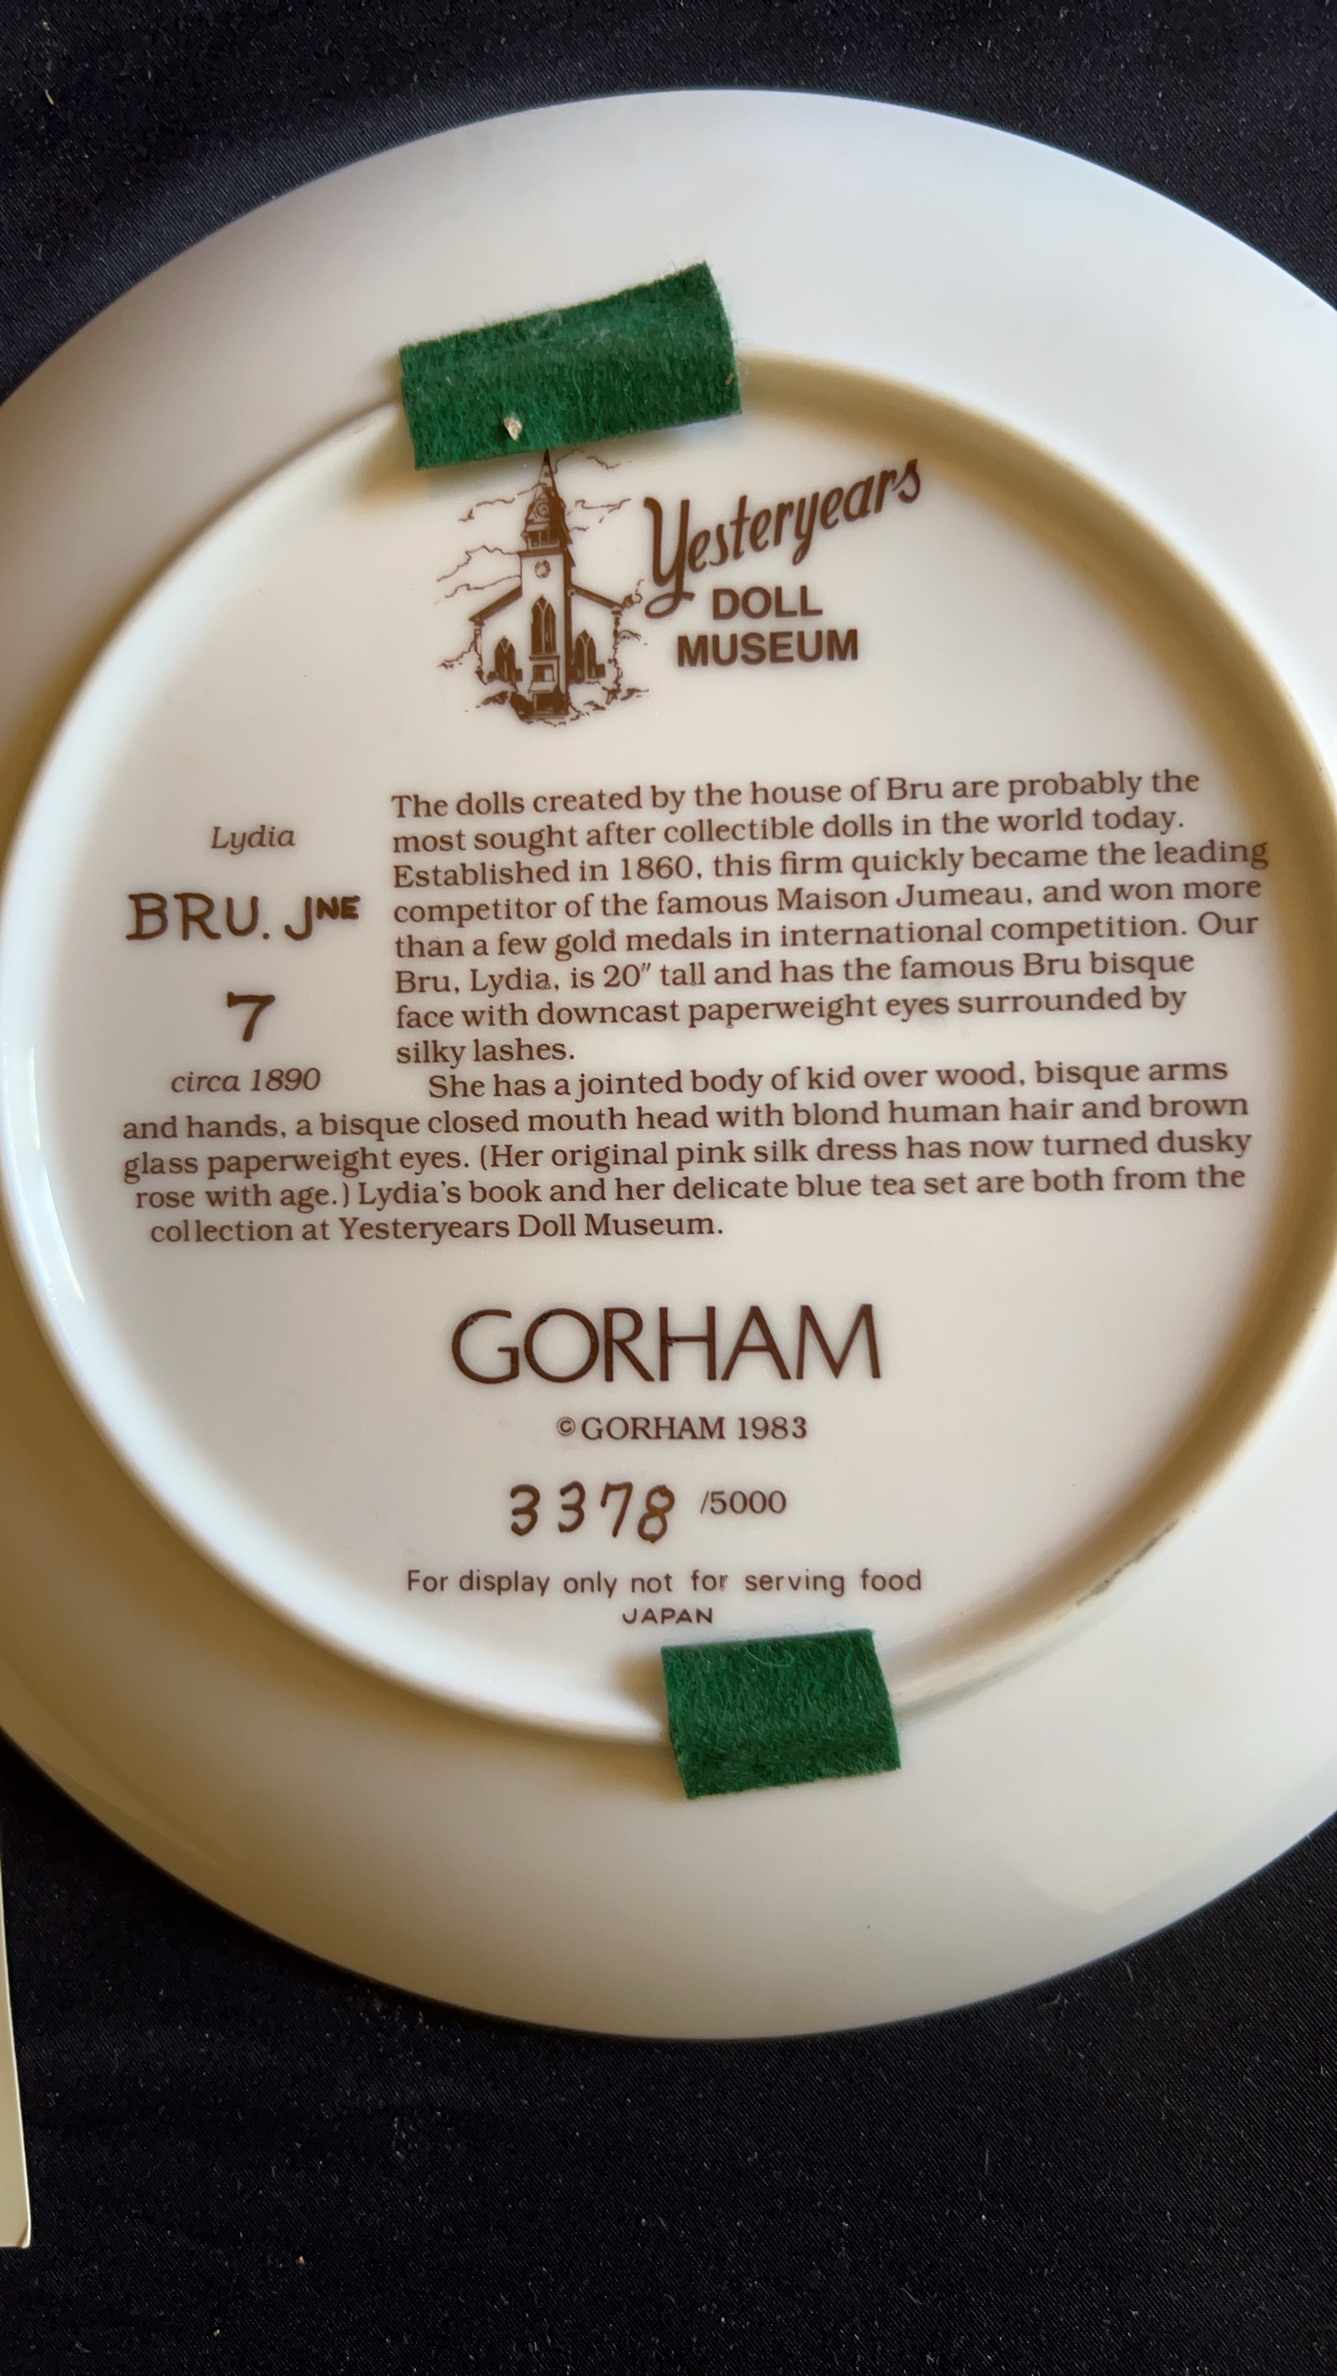 Yesteryears
DOLL
MUSEUM
Lydia
BRU. JNE
7
circa 1890
The dolls created by the house of Bru are probably the
most sought after collectible dolls in the world today.
Established in 1860, this firm quickly became the leading
competitor of the famous Maison Jumeau, and won more
than a few gold medals in international competition. Our
Bru, Lydia, is 20″ tall and has the famous Bru bisque
face with downcast paperweight eyes surrounded by
silky lashes.
She has a jointed body of kid over wood, bisque arms
and hands, a bisque closed mouth head with blond human hair and brown
glass paperweight eyes. (Her original pink silk dress has now turned dusky
rose with age.) Lydia's book and her delicate blue tea set are both from the
collection at Yesteryears Doll Museum.
GORHAM
© GORHAM 1983
3378 /5000
For display only not for serving food
JAPAN